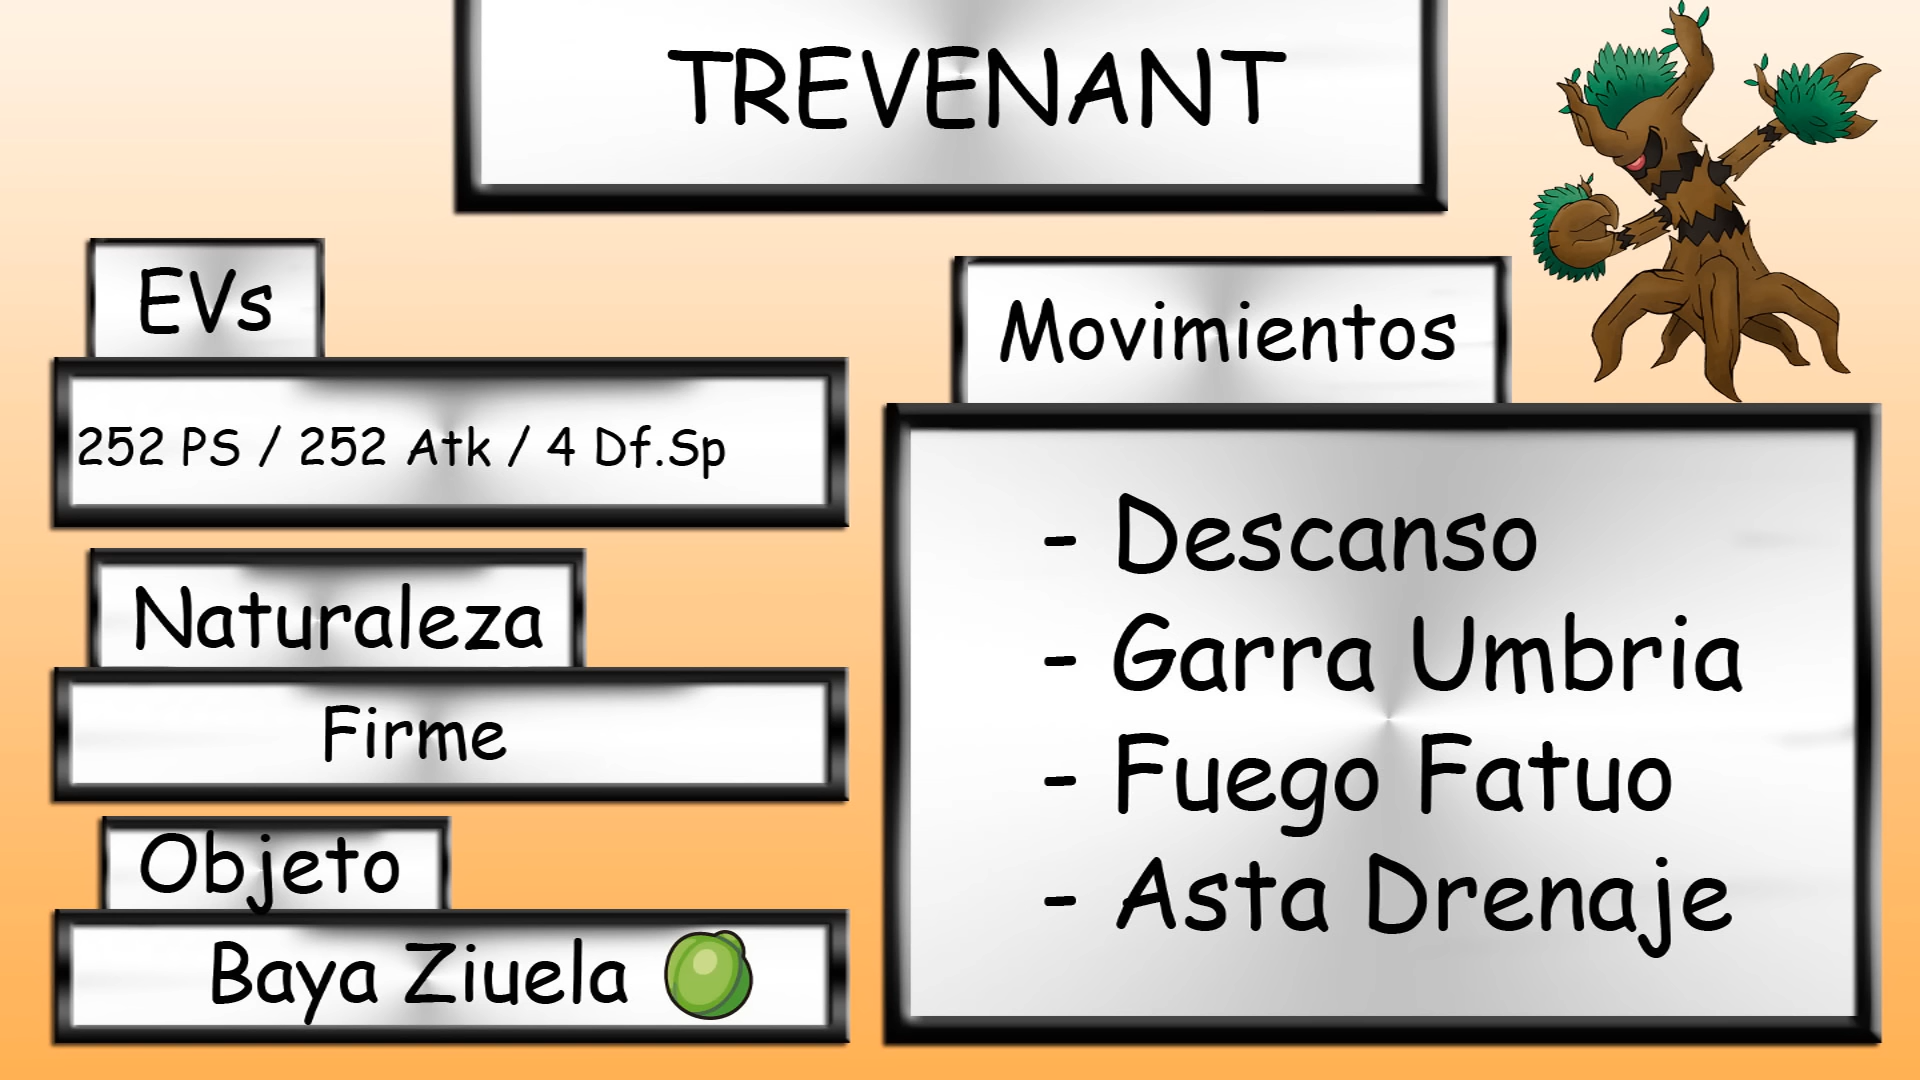 TREVENANT
EVs
252 PS / 252 Atk / 4 Df.Sp
Naturaleza
Firme
Objeto
Baya Ziuela
Movimientos
- Descanso
- Garra Umbria
- Fuego Fatuo
- Asta Drenaje